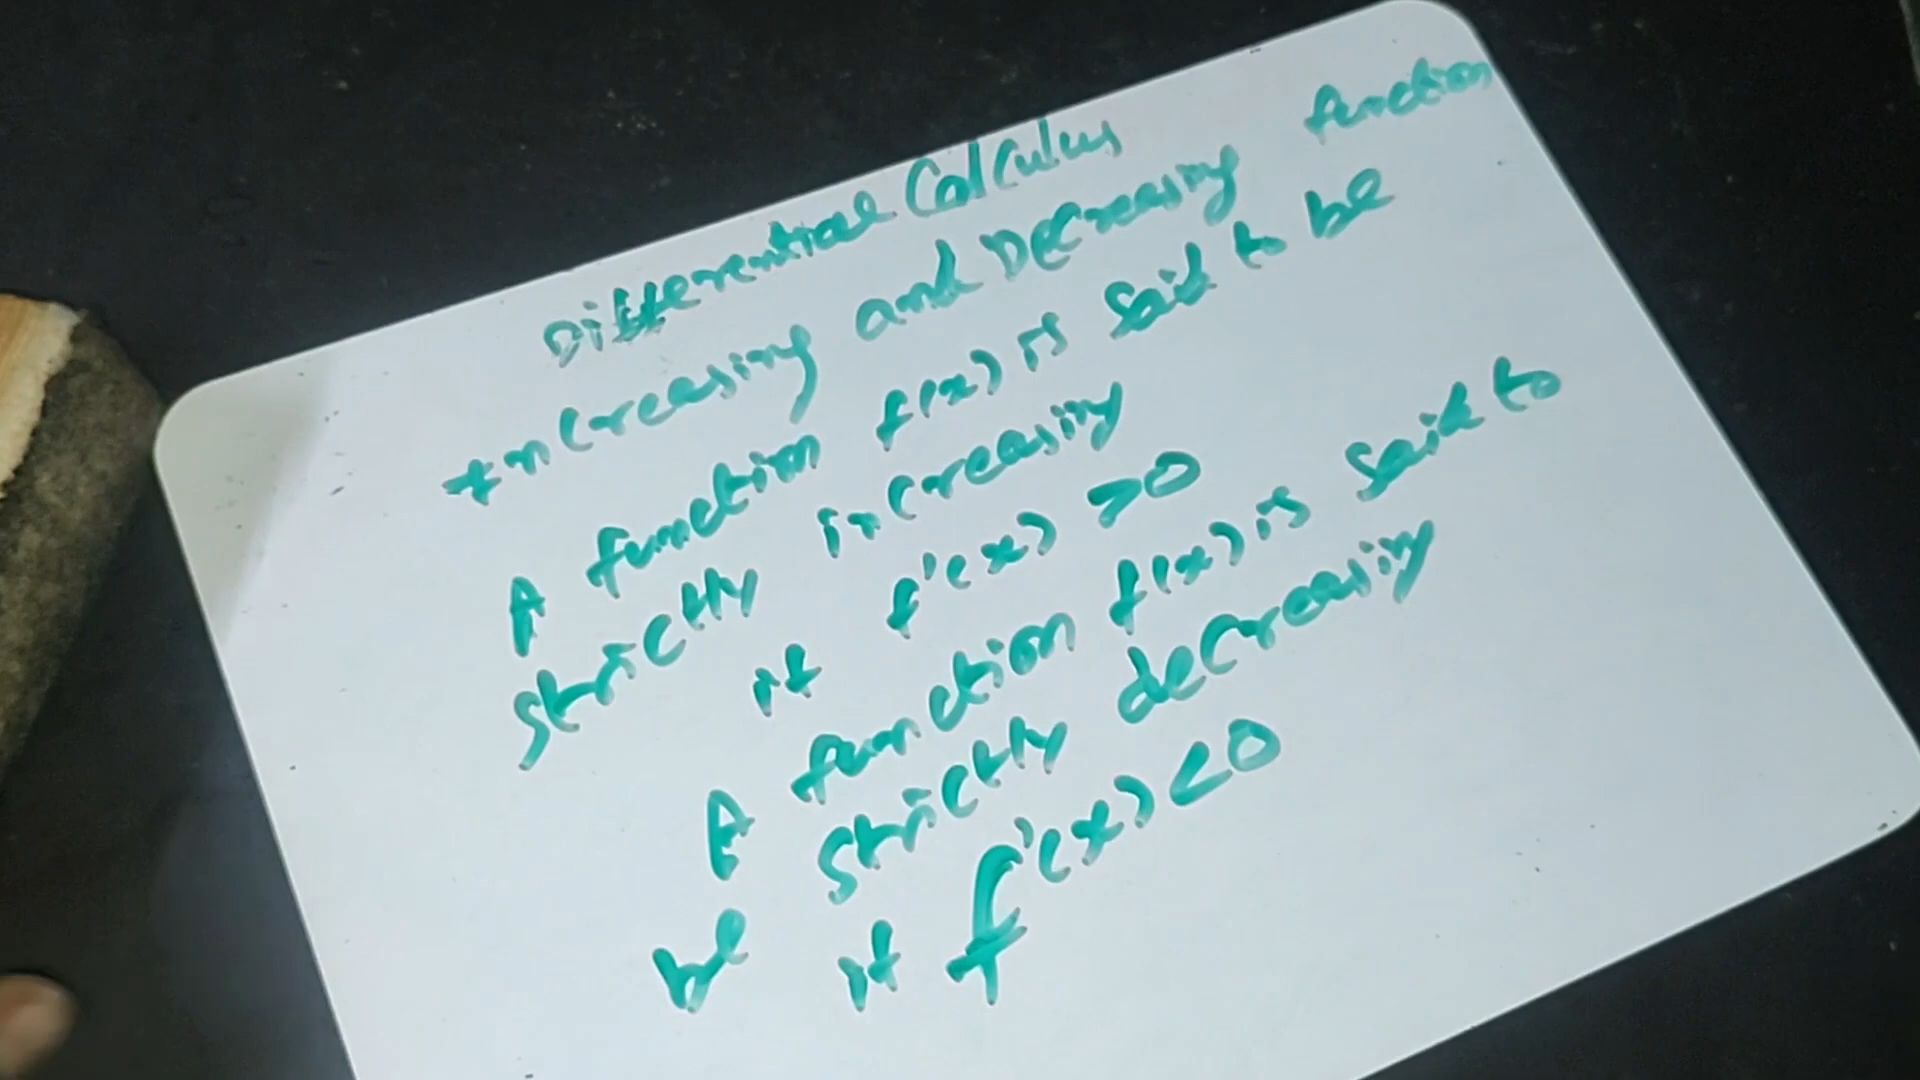 Differential Calculus
Increasing and Decreasing function
A function f(x) is said to be
strictly increasing
if f'(x) >0
A function f(x) is said to
be strictly decreasing
if f'(x) <0